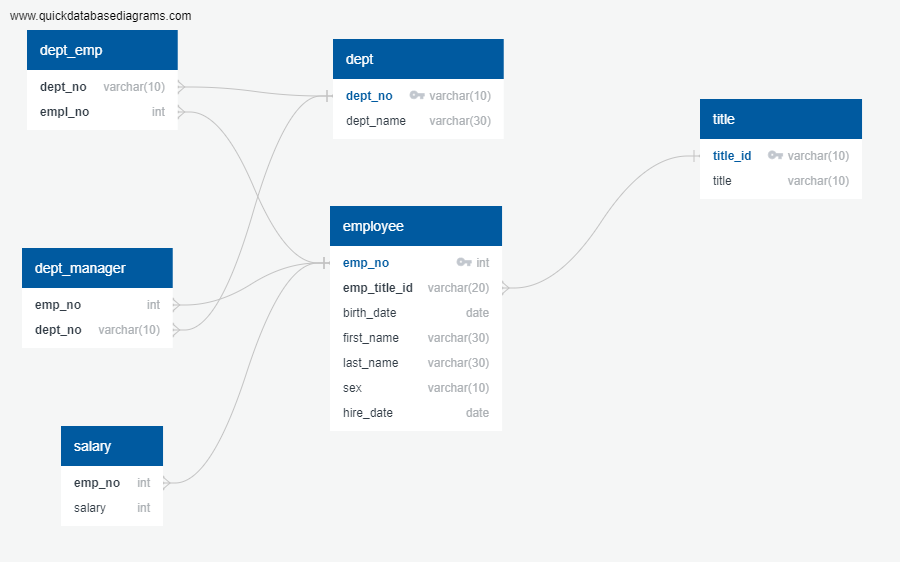 www.quickdatabasediagrams.com
dept_emp
dept_no varchar(10)
empl_no int
dept
dept_no varchar(10)
dept_name varchar(30)
title
title_id varchar(10)
title varchar(10)
employee
emp_no int
emp_title_id varchar(20)
birth_date date
first_name varchar(30)
last_name varchar(30)
sex varchar(10)
hire_date date
dept_manager
emp_no int
dept_no varchar(10)
salary
emp_no int
salary int